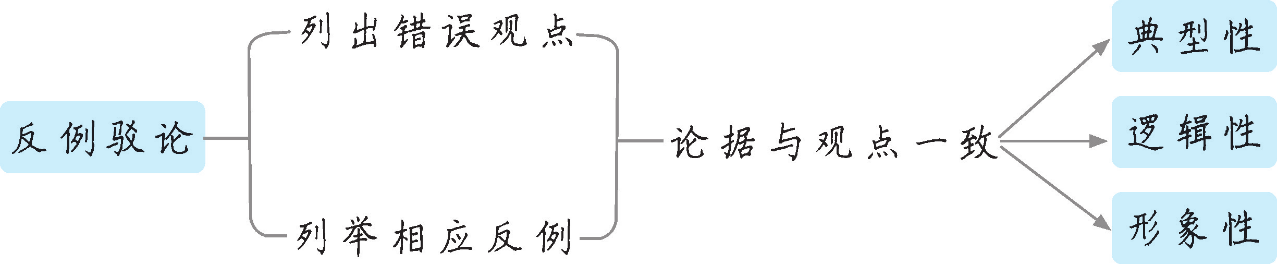 反例驳论
列出错误观点
列举相应反例
论据与观点一致
典型性
逻辑性
形象性